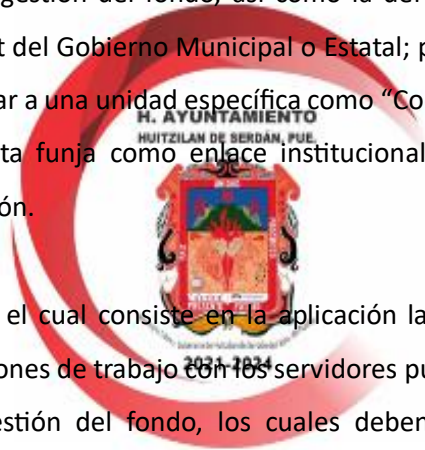 gestión del fondo, así como la de
t del Gobierno Municipal o Estatal; p
ar a una unidad específica como “Co
H. AYUNTAMIENTO
HUITZILAN DE SERDÁN, PUE.
ta funja como enlace institucional
ón.
el cual consiste en la aplicación la
2021-2024
ones de trabajo con los servidores pú
estión del fondo, los cuales deben